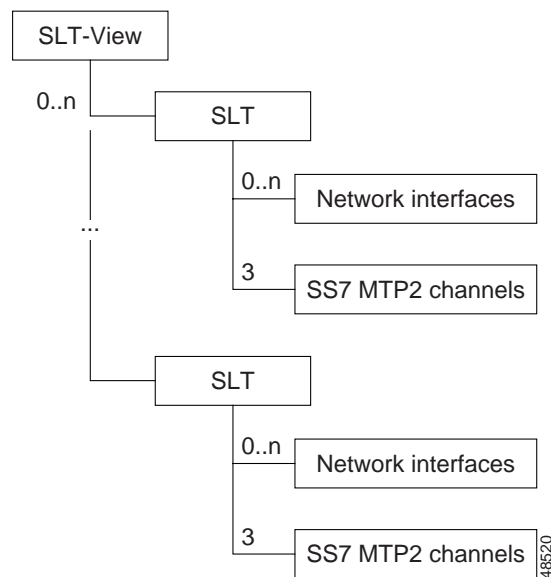 SLT-View
0..n
SLT
0..n
Network interfaces
...
3
SS7 MTP2 channels
SLT
0..n
Network interfaces
3
SS7 MTP2 channels
48520